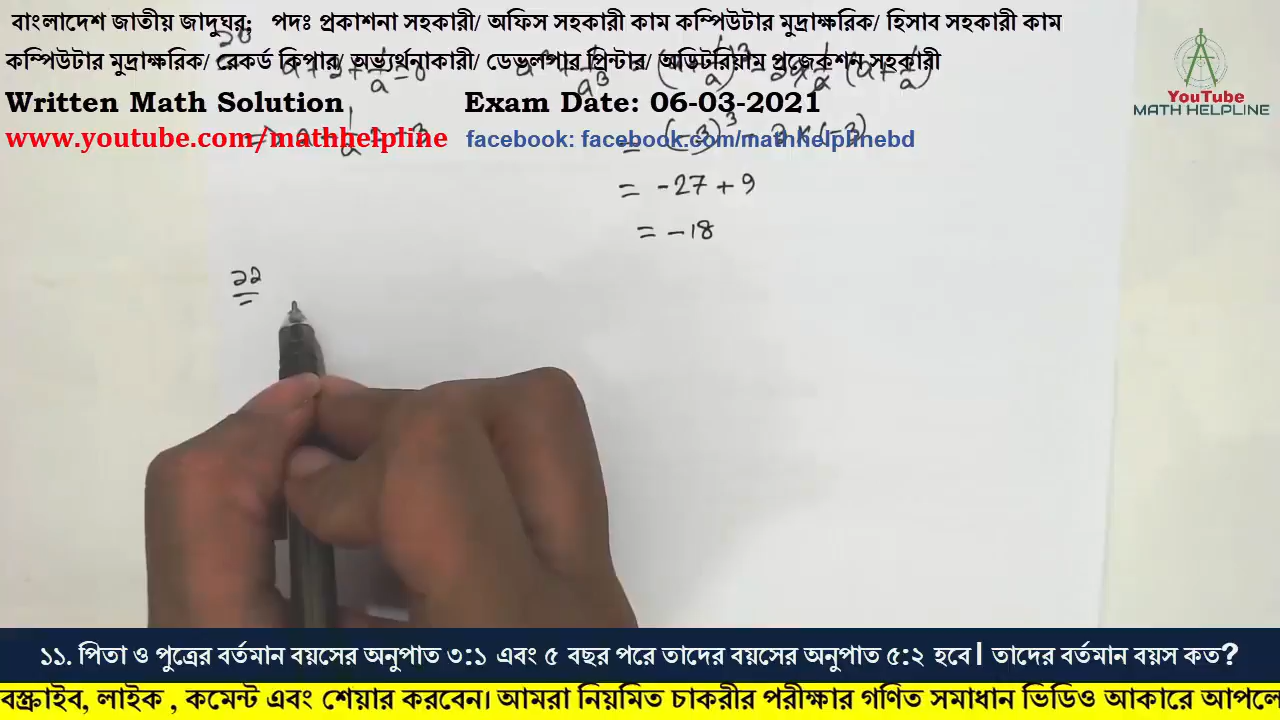 বাংলাদেশ জাতীয় জাদুঘর; পদঃ প্রকাশনা সহকারী/ অফিস সহকারী কাম কম্পিউটার মুদ্রাক্ষরিক/ হিসাব সহকারী কাম
কম্পিউটার মুদ্রাক্ষরিক/ রেকর্ড কিপার/ অভ্যর্থনাকারী/ ডেভলপার প্রিন্টার/ অডিটরিয়াম প্রজেকশন সহকারী
Written Math Solution Exam Date: 06-03-2021
YouTube
MATH HELPLINE
www.youtube.com/mathhelpline facebook: facebook.com/mathhelplinebd
= -27 + 9
= -18
১১
১১. পিতা ও পুত্রের বর্তমান বয়সের অনুপাত ৩:১ এবং ৫ বছর পরে তাদের বয়সের অনুপাত ৫:২ হবে। তাদের বর্তমান বয়স কত?
বস্ক্রাইব, লাইক , কমেন্ট এবং শেয়ার করবেন। আমরা নিয়মিত চাকরীর পরীক্ষার গণিত সমাধান ভিডিও আকারে আপলো